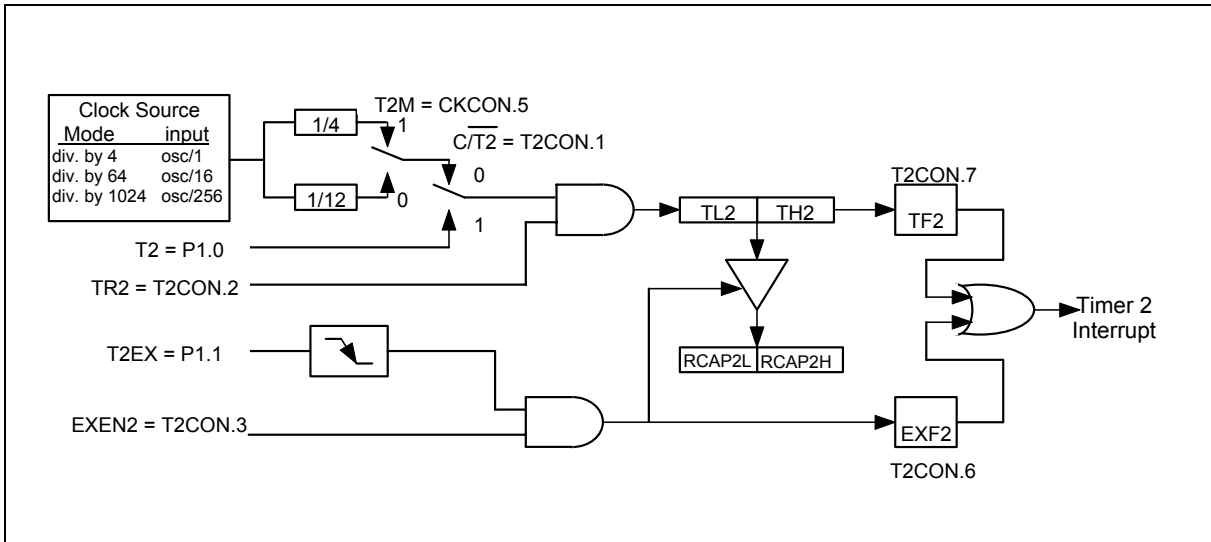 Clock Source
Mode input
div. by 4 osc/1
div. by 64 osc/16
div. by 1024 osc/256
1/4
1/12
T2M = CKCON.5
1
0
C/T2 = T2CON.1
0
1
T2 = P1.0
TR2 = T2CON.2
TL2 TH2
T2CON.7
TF2
T2EX = P1.1
RCAP2L RCAP2H
Timer 2
Interrupt
EXEN2 = T2CON.3
EXF2
T2CON.6